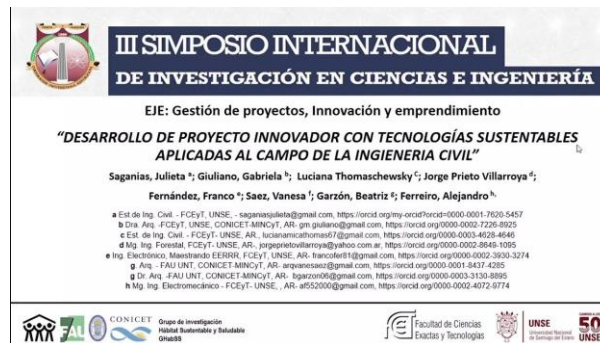 III SIMPOSIO INTERNACIONAL
DE INVESTIGACIÓN EN CIENCIAS E INGENIERÍA
EJE: Gestión de proyectos, Innovación y emprendimiento
“DESARROLLO DE PROYECTO INNOVADOR CON TECNOLOGÍAS SUSTENTABLES
APLICADAS AL CAMPO DE LA INGIENERIA CIVIL”
Saganias, Julieta a; Giuliano, Gabriela b; Luciana Thomaschewsky C; Jorge Prieto Villarroya d;
Fernández, Franco e; Saez, Vanesa f; Garzón, Beatriz g; Ferreiro, Alejandro h.
a Est de Ing. Civil. - FCEyT, UNSE, - saganiasjulieta@gmail.com, https://orcid.org/my-orcid?orcid=0000-0001-7620-5457
b Dra. Arq. -FCEyT, UNSE, CONICET-MINCyT, AR- gm.giuliano@gmail.com, https://orcid.org/0000-0002-7226-8925
c Est. de Ing. Civil - FCEyT- UNSE, AR., lucianamicathomas67@gmail.com, https://orcid.org/0000-0003-4628-4646
d Mg. Ing. Forestal, FCEyT- UNSE, AR-, jorgeprietovillarroya@yahoo.com.ar, https://orcid.org/0000-0002-8649-1095
e Ing. Electrónico, Maestrando EERRR, FCEyT, UNSE, AR- francofer81@gmail.com, https://orcid.org/0000-0002-3930-3274
g. Arq. - FAU UNT, CONICET-MINCyT, AR- arqvanesaez@gmail.com, https://orcid.org/0000-0001-8437-4285
g Dr. Arq. -FAU UNT, CONICET-MINCyT, AR- bgarzon06@gmail.com, https://orcid.org/0000-0003-3130-8895
h Mg. Ing. Electromecánico - FCEyT- UNSE, , AR- af552000@gmail.com, https://orcid.org/0000-0002-4072-9774
FAU
CONICET
Grupo de investigación
Hábitat Sustentable y Saludable
GHabSS
Facultad de Ciencias
Exactas y Tecnologías
UNSE
Universidad Nacional
de Santiago del Estero
50
UNSE